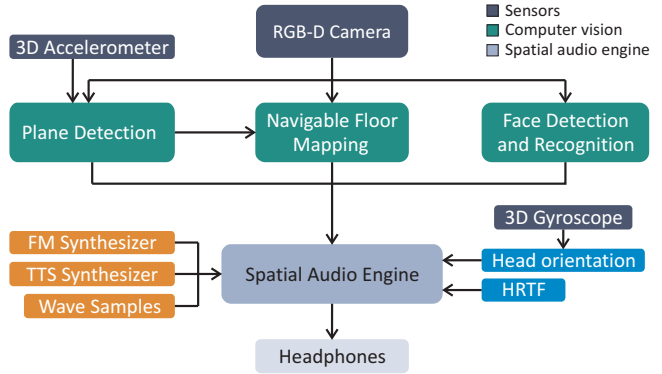 Sensors
Computer vision
Spatial audio engine
RGB-D Camera
3D Accelerometer
Plane Detection
Navigable Floor
Mapping
Face Detection
and Recognition
3D Gyroscope
FM Synthesizer
TTS Synthesizer
Wave Samples
Spatial Audio Engine
Head orientation
HRTF
Headphones